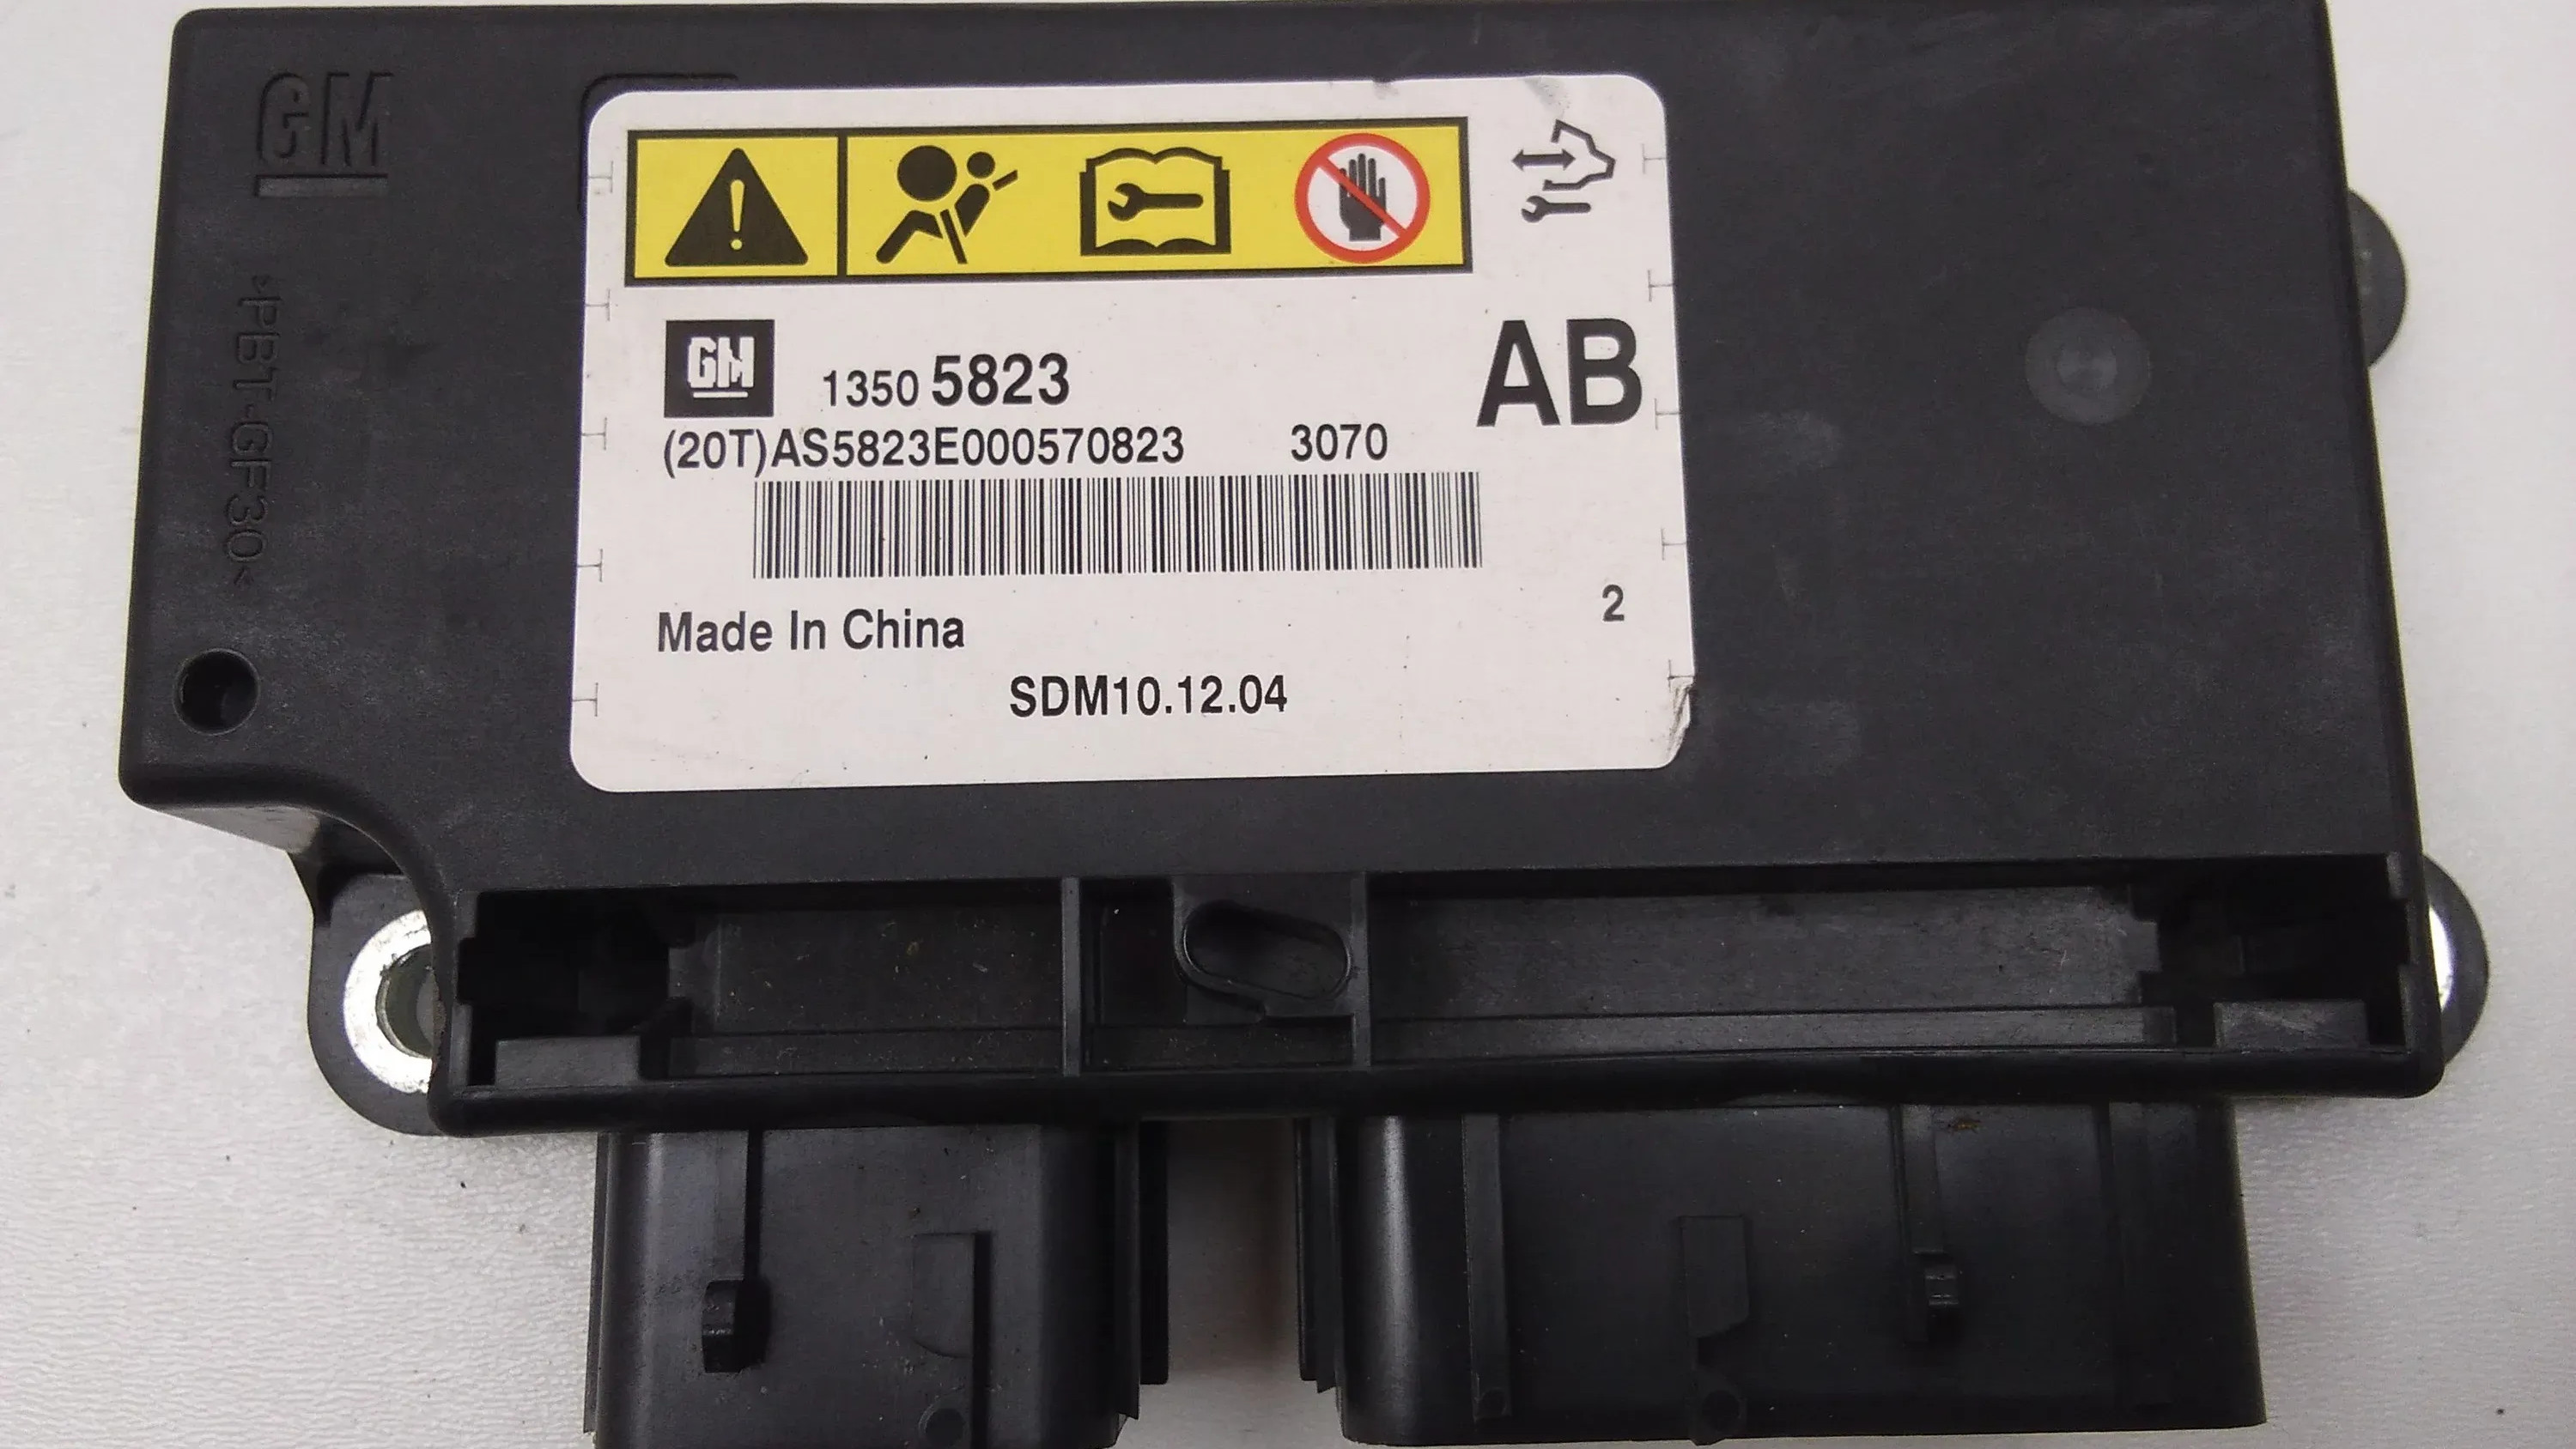 GM
>PBT-GF30<
GM 1350 5823 AB
(20T)AS5823E000570823 3070
2
Made In China
SDM10.12.04